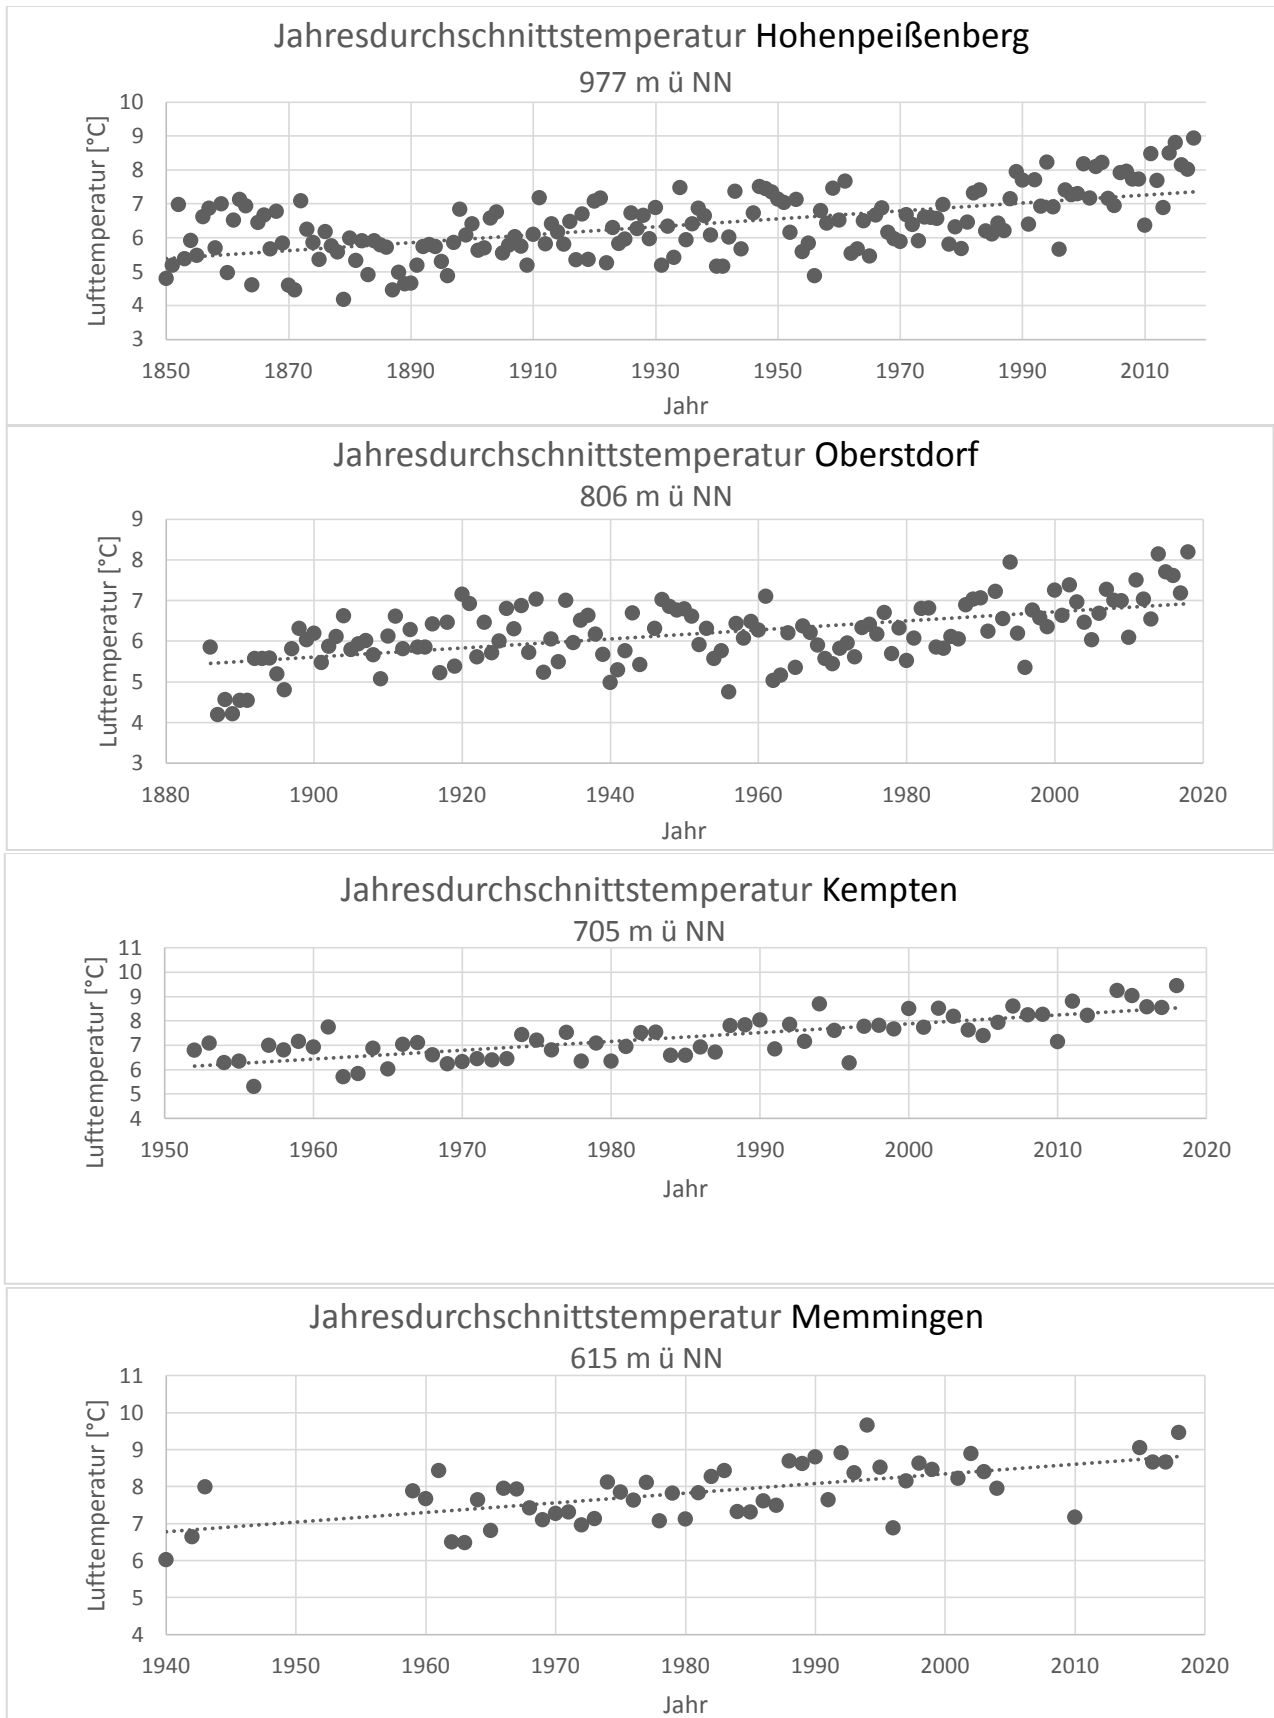 Jahresdurchschnittstemperatur Hohenpeißenberg
977 m ü NN
Lufttemperatur [°C]
10
9
8
7
6
5
4
3
1850 1870 1890 1910 1930 1950 1970 1990 2010
Jahr
Jahresdurchschnittstemperatur Oberstdorf
806 m ü NN
Lufttemperatur [°C]
9
8
7
6
5
4
3
1880 1900 1920 1940 1960 1980 2000 2020
Jahr
Jahresdurchschnittstemperatur Kempten
705 m ü NN
Lufttemperatur [°C]
11
10
9
8
7
6
5
4
1950 1960 1970 1980 1990 2000 2010 2020
Jahr
Jahresdurchschnittstemperatur Memmingen
615 m ü NN
Lufttemperatur [°C]
11
10
9
8
7
6
5
4
1940 1950 1960 1970 1980 1990 2000 2010 2020
Jahr